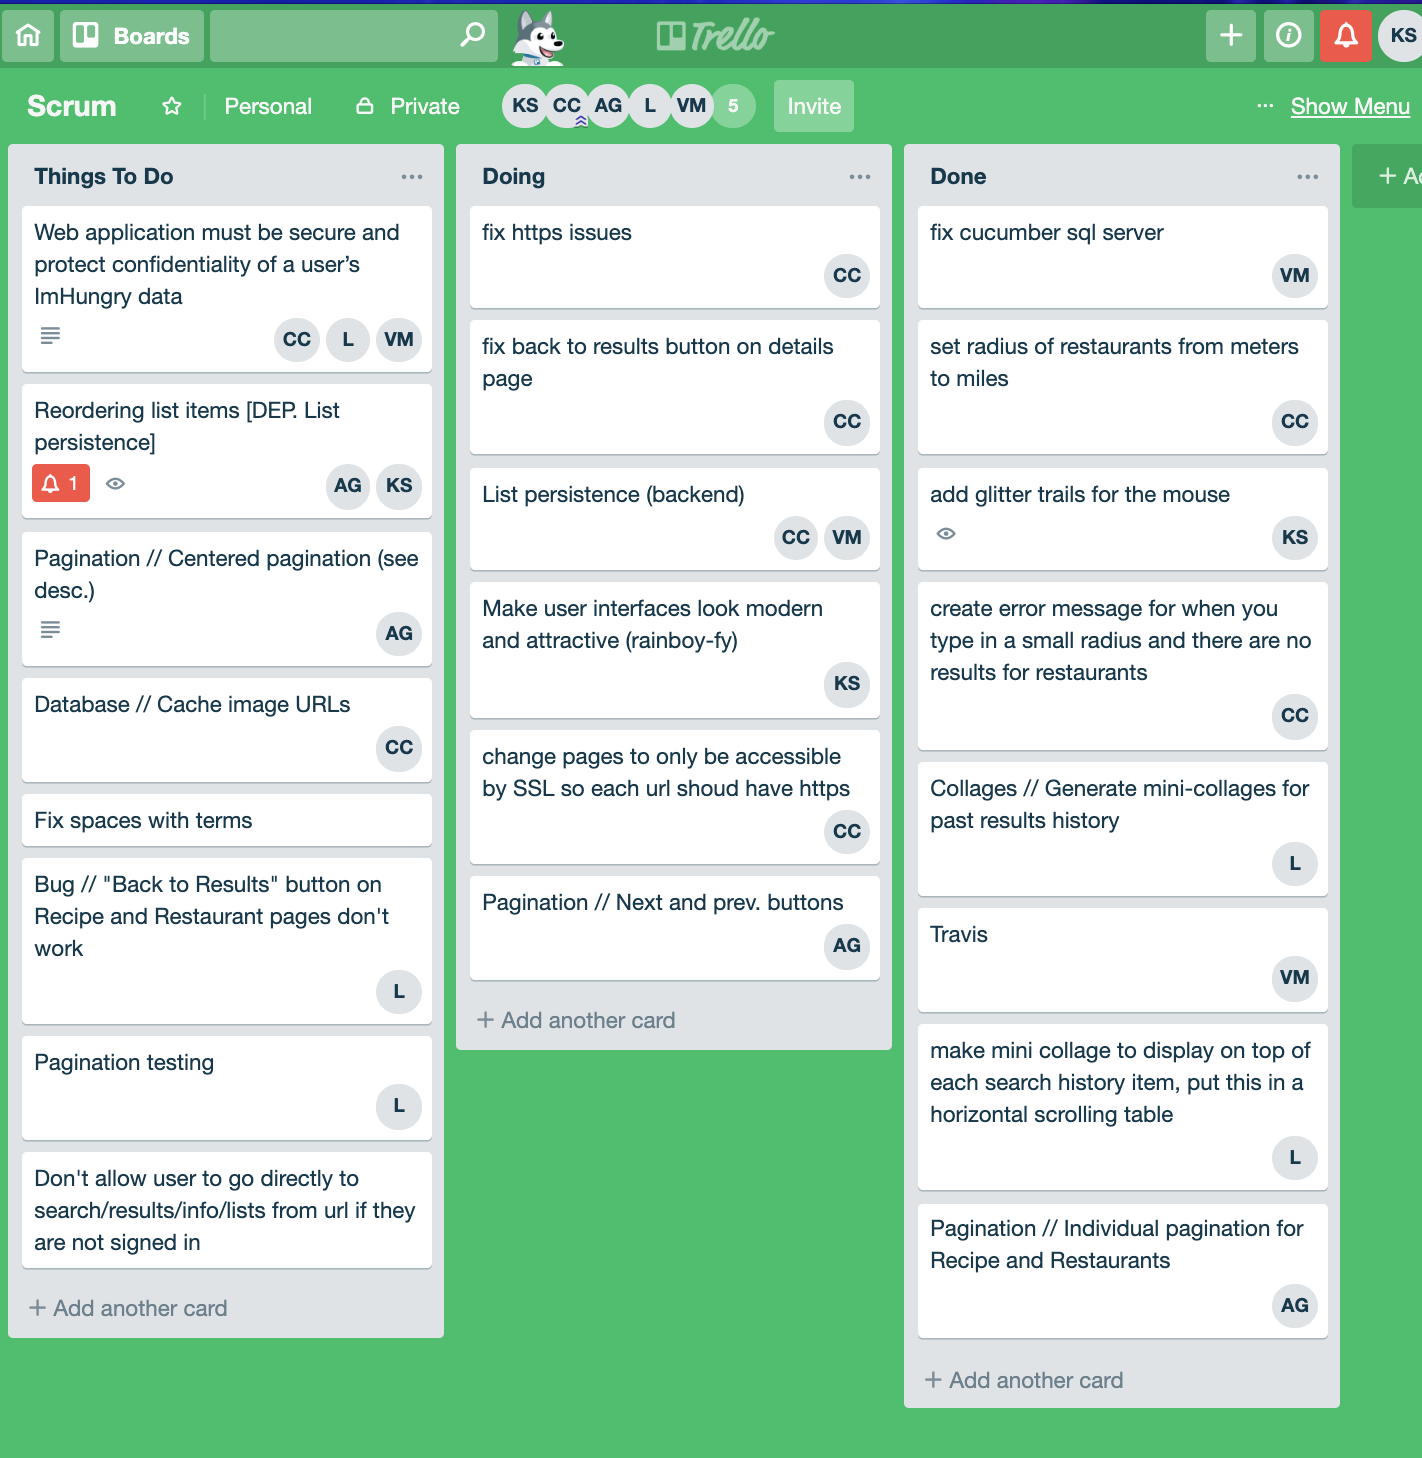 Boards
Trello
KS
Scrum
Personal
Private
KS CC AG L VM 5
Invite
··· Show Menu
Things To Do
Web application must be secure and
protect confidentiality of a user’s
ImHungry data
CC L VM
Reordering list items [DEP. List
persistence]
1
AG KS
Pagination // Centered pagination (see
desc.)
AG
Database // Cache image URLs
CC
Fix spaces with terms
Bug // "Back to Results" button on
Recipe and Restaurant pages don't
work
L
Pagination testing
L
Don't allow user to go directly to
search/results/info/lists from url if they
are not signed in
+ Add another card
Doing
fix https issues
CC
fix back to results button on details
page
CC
List persistence (backend)
CC VM
Make user interfaces look modern
and attractive (rainboy-fy)
KS
change pages to only be accessible
by SSL so each url shoud have https
CC
Pagination // Next and prev. buttons
AG
+ Add another card
Done
fix cucumber sql server
VM
set radius of restaurants from meters
to miles
CC
add glitter trails for the mouse
KS
create error message for when you
type in a small radius and there are no
results for restaurants
CC
Collages // Generate mini-collages for
past results history
L
Travis
VM
make mini collage to display on top of
each search history item, put this in a
horizontal scrolling table
L
Pagination // Individual pagination for
Recipe and Restaurants
AG
+ Add another card